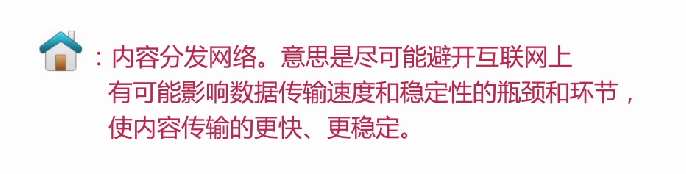 ：内容分发网络。意思是尽可能避开互联网上
有可能影响数据传输速度和稳定性的瓶颈和环节，
使内容传输的更快、更稳定。